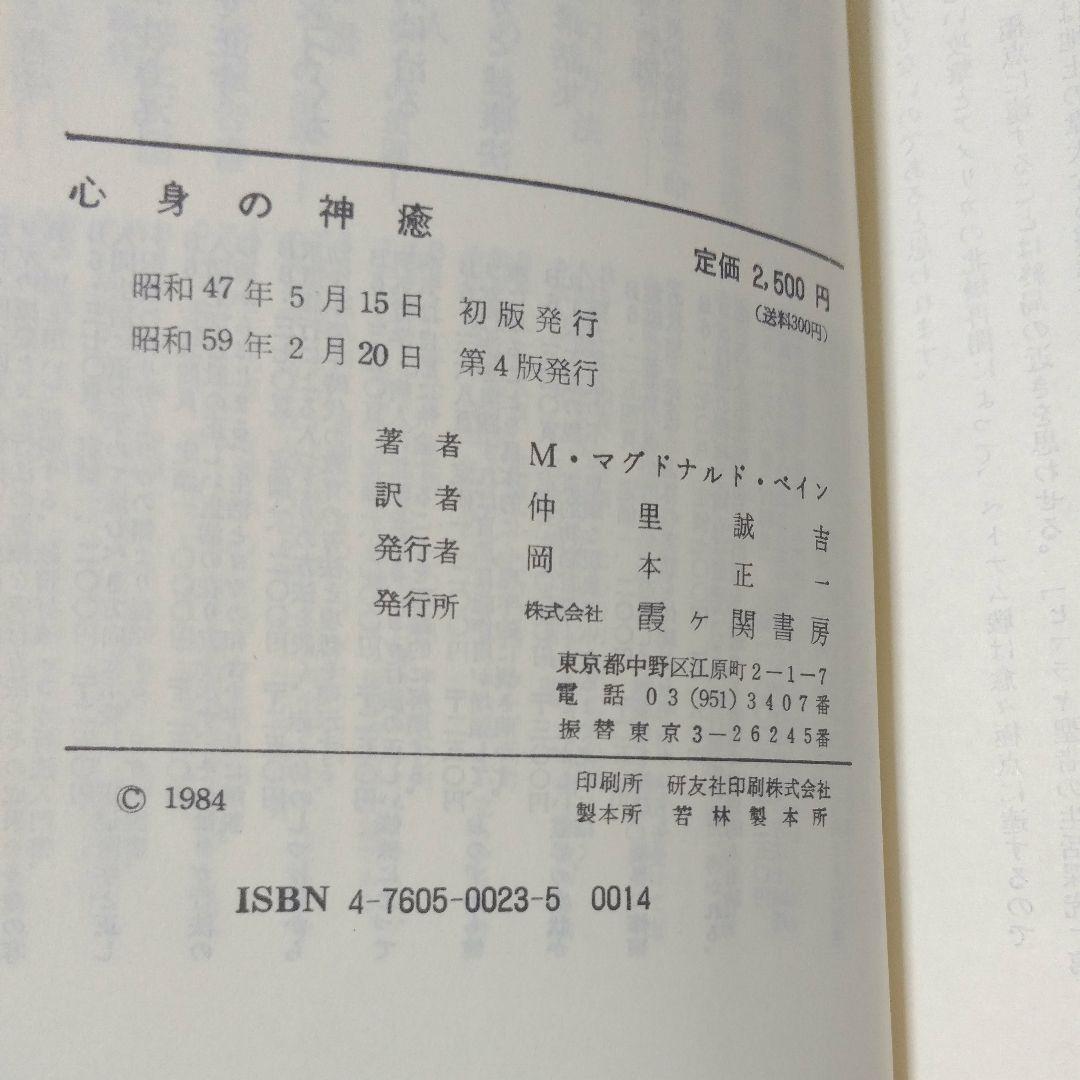 心身の神癒
定価 2,500円
(送料300円)
昭和47年5月15日 初版発行
昭和59年2月20日 第4版発行
著者 M・マグドナルド・ベイン
訳者 仲里誠吉
発行者 岡本正一
発行所 株式会社 霞ケ関書房
東京都中野区江原町2-1-7
電話 03(951)3407番
振替東京3-26245番
印刷所 研友社印刷株式会社
製本所 若林製本所
© 1984
ISBN 4-7605-0023-5 0014